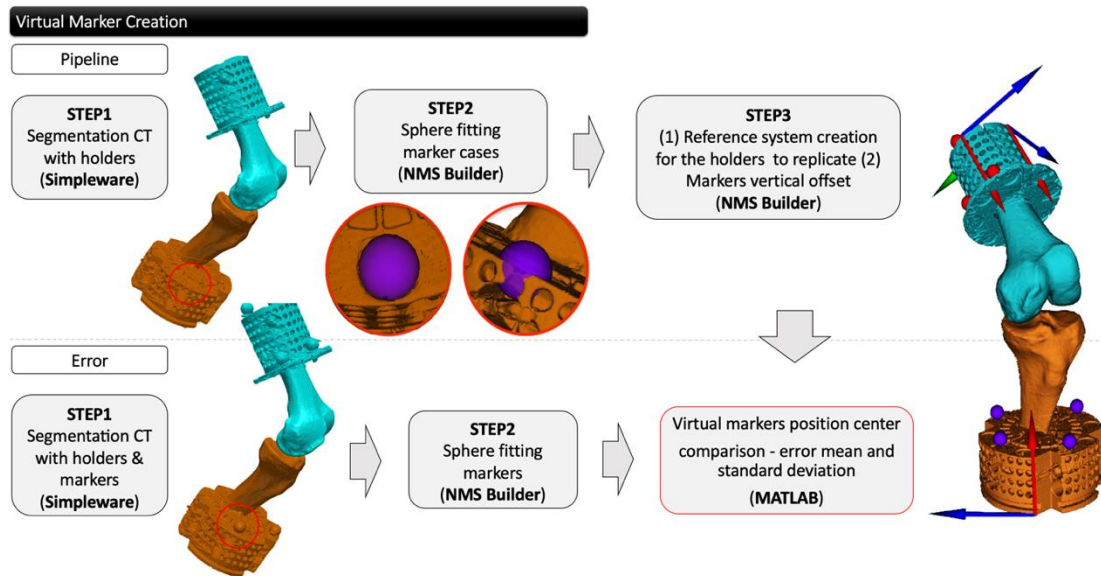 Virtual Marker Creation
Pipeline
STEP1
Segmentation CT
with holders
(Simpleware)
STEP2
Sphere fitting
marker cases
(NMS Builder)
STEP3
(1) Reference system creation
for the holders to replicate (2)
Markers vertical offset
(NMS Builder)
Error
STEP1
Segmentation CT
with holders &
markers
(Simpleware)
STEP2
Sphere fitting
markers
(NMS Builder)
Virtual markers position center
comparison - error mean and
standard deviation
(MATLAB)